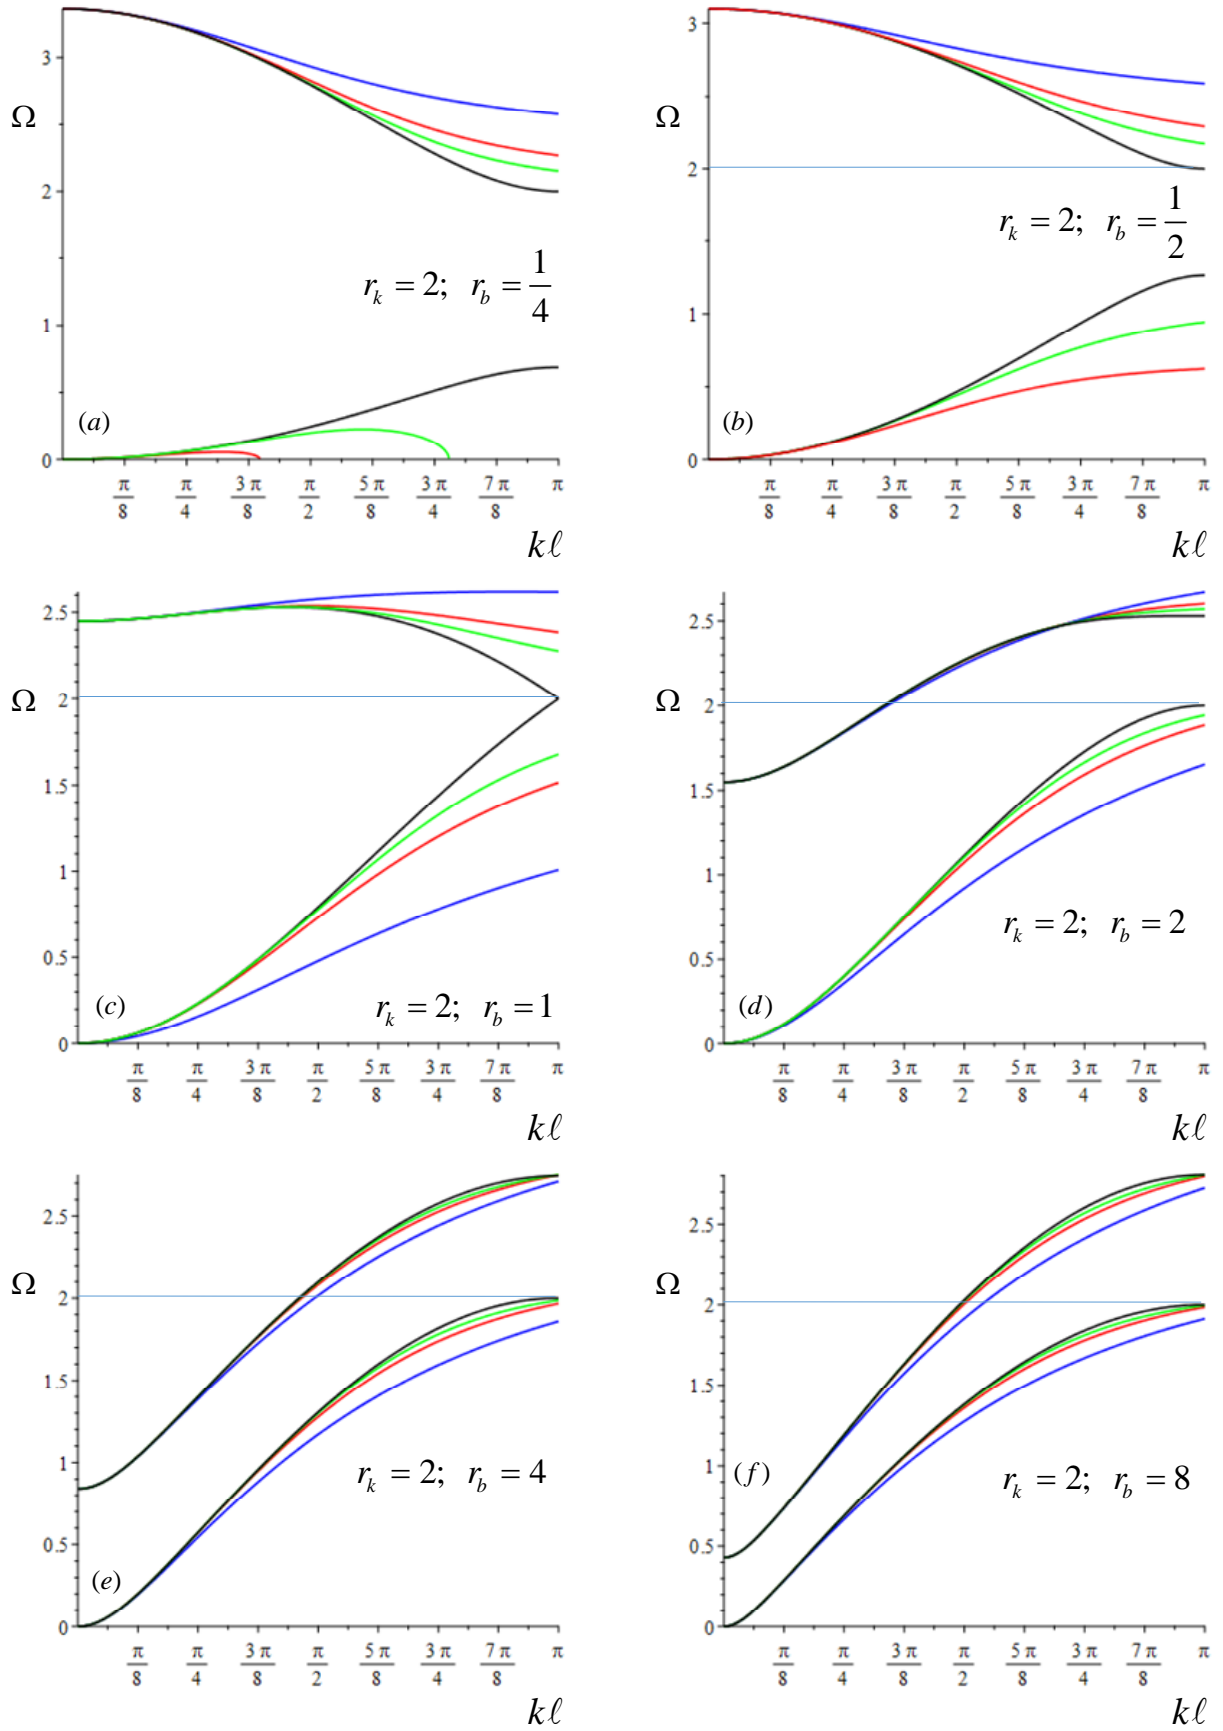 3
Ω
2
1
0
r_k = 2; r_b = 1/4
(a)
π/8 π/4 3π/8 π/2 5π/8 3π/4 7π/8 π
kℓ
3
Ω
2
1
0
r_k = 2; r_b = 1/2
(b)
π/8 π/4 3π/8 π/2 5π/8 3π/4 7π/8 π
kℓ
2.5
2
Ω
1.5
1
0.5
0
(c)
r_k = 2; r_b = 1
π/8 π/4 3π/8 π/2 5π/8 3π/4 7π/8 π
kℓ
2.5
2
Ω
1.5
1
0.5
0
r_k = 2; r_b = 2
(d)
π/8 π/4 3π/8 π/2 5π/8 3π/4 7π/8 π
kℓ
2.5
Ω
2
1.5
1
0.5
0
r_k = 2; r_b = 4
(e)
π/8 π/4 3π/8 π/2 5π/8 3π/4 7π/8 π
kℓ
2.5
Ω
2
1.5
1
0.5
0
(f)
r_k = 2; r_b = 8
π/8 π/4 3π/8 π/2 5π/8 3π/4 7π/8 π
kℓ